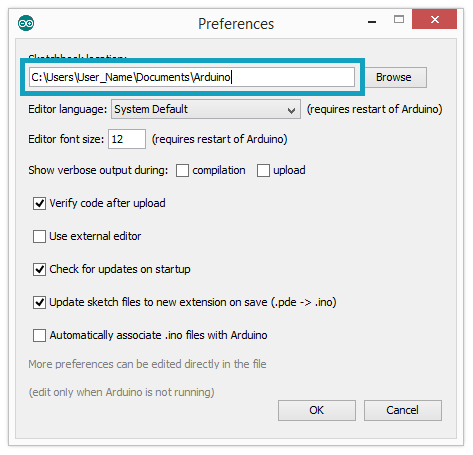 Preferences
Sketchbook location:
C:\Users\User_Name\Documents\Arduino
Browse
Editor language: System Default (requires restart of Arduino)
Editor font size: 12 (requires restart of Arduino)
Show verbose output during: compilation upload
Verify code after upload
Use external editor
Check for updates on startup
Update sketch files to new extension on save (.pde -> .ino)
Automatically associate .ino files with Arduino
More preferences can be edited directly in the file
(edit only when Arduino is not running)
OK Cancel